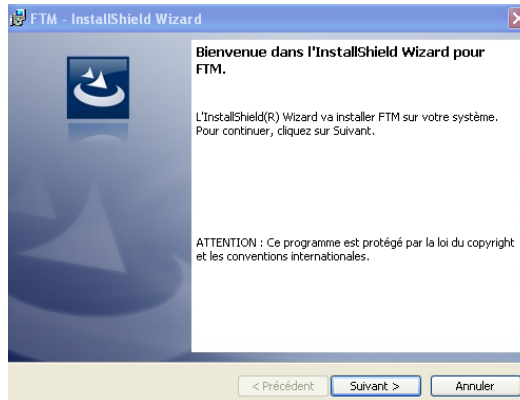 FTM - InstallShield Wizard
Bienvenue dans l'InstallShield Wizard pour
FTM.
L'InstallShield(R) Wizard va installer FTM sur votre système.
Pour continuer, cliquez sur Suivant.
ATTENTION : Ce programme est protégé par la loi du copyright
et les conventions internationales.
< Précédent Suivant > Annuler